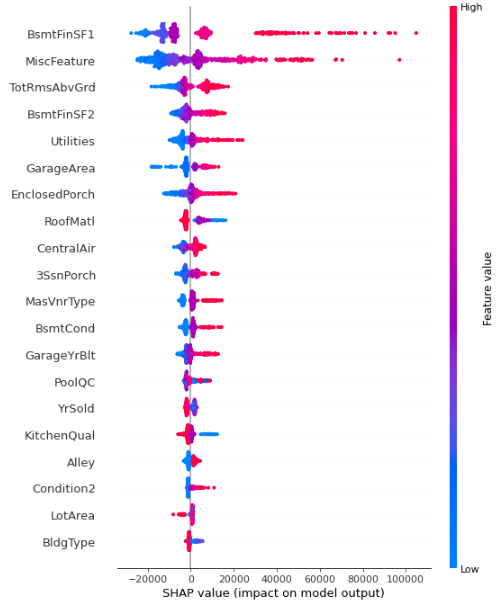 High
BsmtFinSF1
MiscFeature
TotRmsAbvGrd
BsmtFinSF2
Utilities
GarageArea
EnclosedPorch
RoofMatl
CentralAir
3SsnPorch
MasVnrType
BsmtCond
GarageYrBlt
PoolQC
YrSold
KitchenQual
Alley
Condition2
LotArea
BldgType
Feature value
Low
−20000 0 20000 40000 60000 80000 100000
SHAP value (impact on model output)